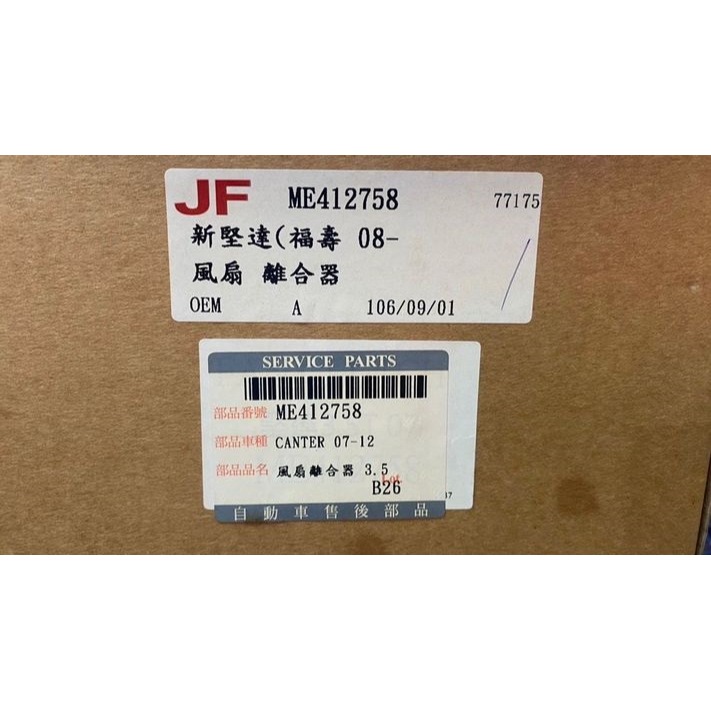 JF ME412758 77175
新堅達(福壽 08-
風扇 離合器
OEM A 106/09/01
SERVICE PARTS
部品番號 ME412758
部品車種 CANTER 07-12
部品品名 風扇離合器 3.5
Lot
B26
37
自動車售後部品